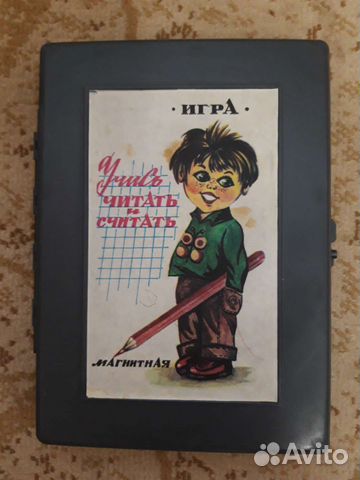 · ИГРА ·
Учись
читать
и
считать
магнитная
Avito